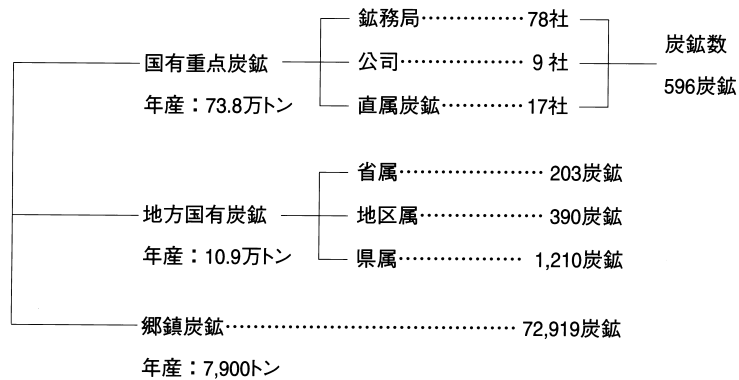 国有重点炭鉱
年産：73.8万トン
鉱務局……………78社
公司………………9社
直属炭鉱…………17社
炭鉱数
596炭鉱
地方国有炭鉱
年産：10.9万トン
省属………………… 203炭鉱
地区属……………… 390炭鉱
県属……………… 1,210炭鉱
郷鎮炭鉱…………………………………… 72,919炭鉱
年産：7,900トン